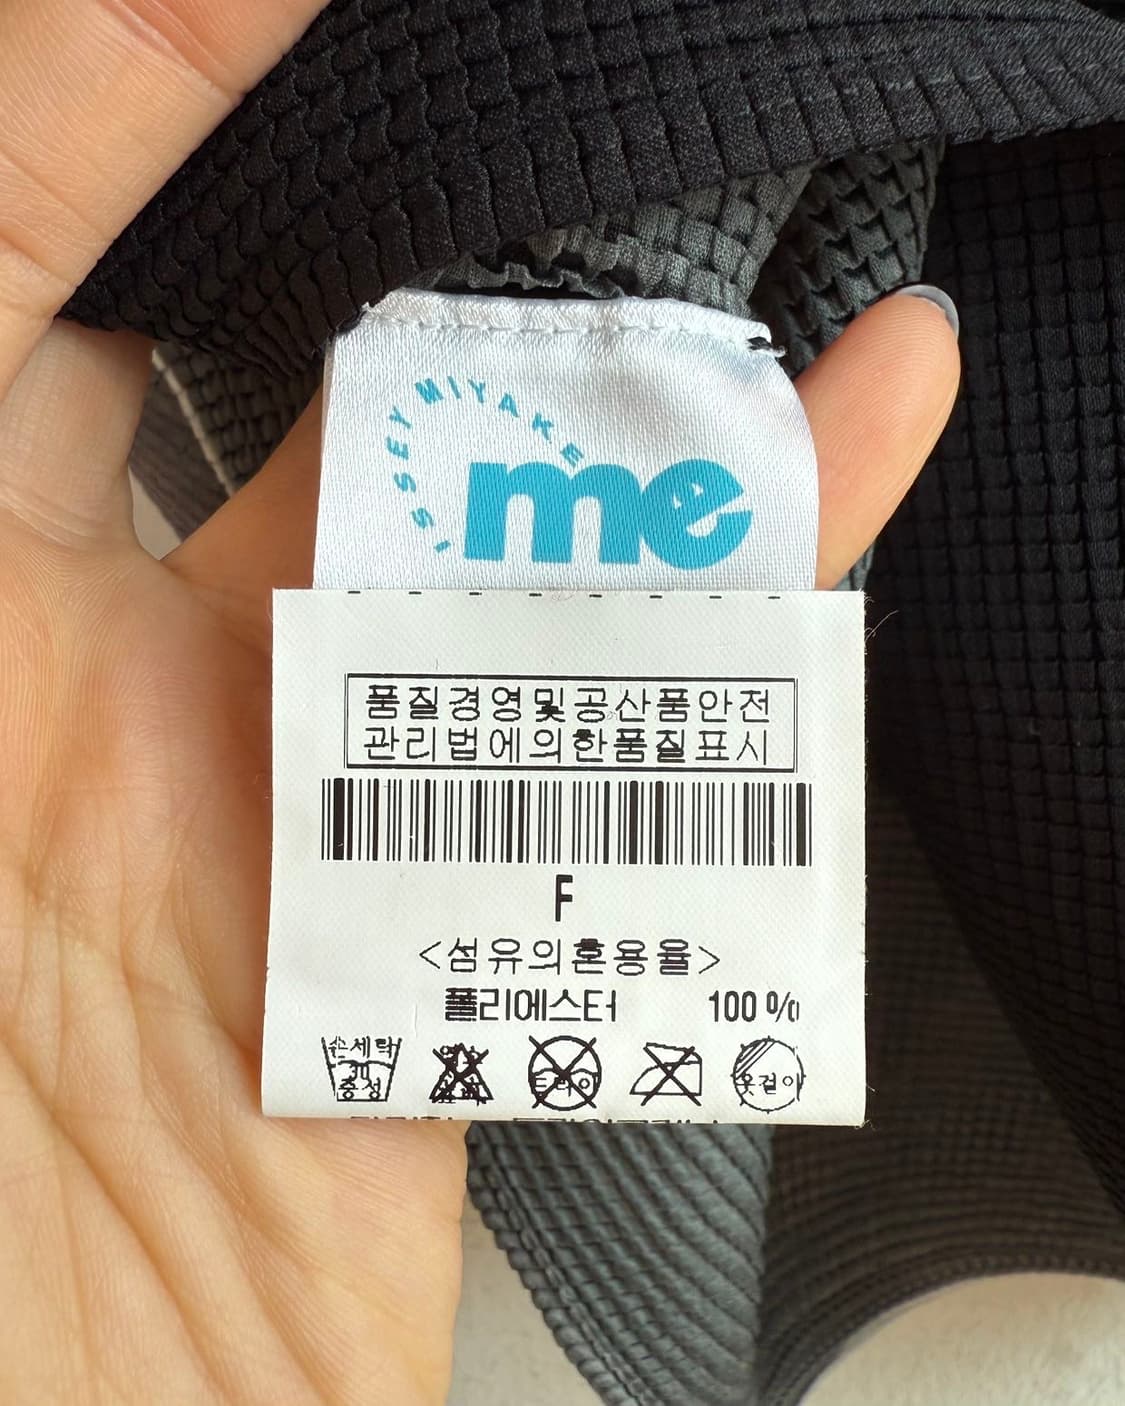 ISSEY MIYAKE
me
품질경영및공산품안전
관리법에의한품질표시
F
<섬유의혼용율>
폴리에스터 100 %
손세탁
30
중성
드라이
옷걸이